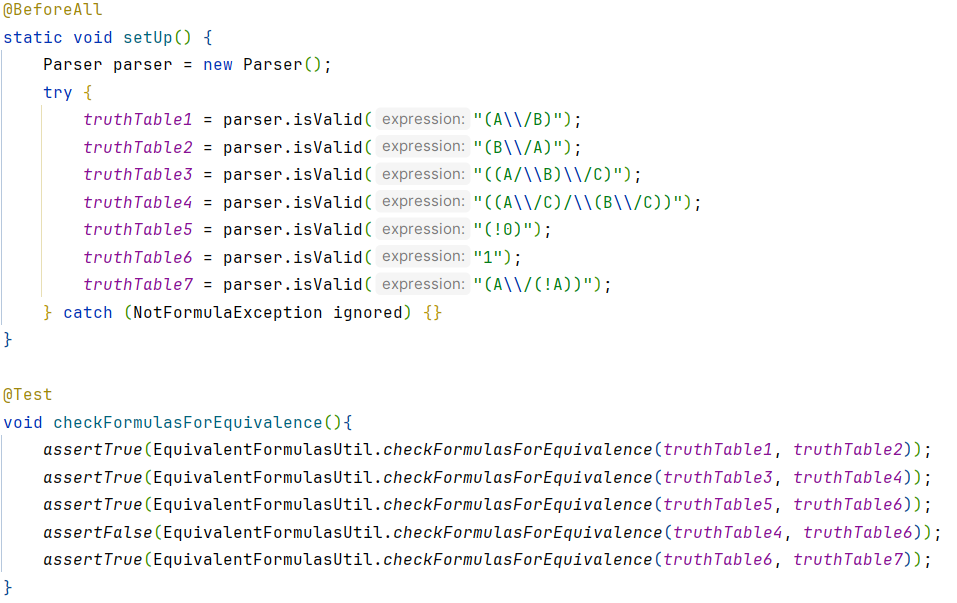 @BeforeAll
static void setUp() {
    Parser parser = new Parser();
    try {
        truthTable1 = parser.isValid( expression: "(A\\/B)");
        truthTable2 = parser.isValid( expression: "(B\\/A)");
        truthTable3 = parser.isValid( expression: "((A/\\B)\\/C)");
        truthTable4 = parser.isValid( expression: "((A\\/C)/\\(B\\/C))");
        truthTable5 = parser.isValid( expression: "(!0)");
        truthTable6 = parser.isValid( expression: "1");
        truthTable7 = parser.isValid( expression: "(A\\/(!A))");
    } catch (NotFormulaException ignored) {}
}
@Test
void checkFormulasForEquivalence(){
    assertTrue(EquivalentFormulasUtil.checkFormulasForEquivalence(truthTable1, truthTable2));
    assertTrue(EquivalentFormulasUtil.checkFormulasForEquivalence(truthTable3, truthTable4));
    assertTrue(EquivalentFormulasUtil.checkFormulasForEquivalence(truthTable5, truthTable6));
    assertFalse(EquivalentFormulasUtil.checkFormulasForEquivalence(truthTable4, truthTable6));
    assertTrue(EquivalentFormulasUtil.checkFormulasForEquivalence(truthTable6, truthTable7));
}